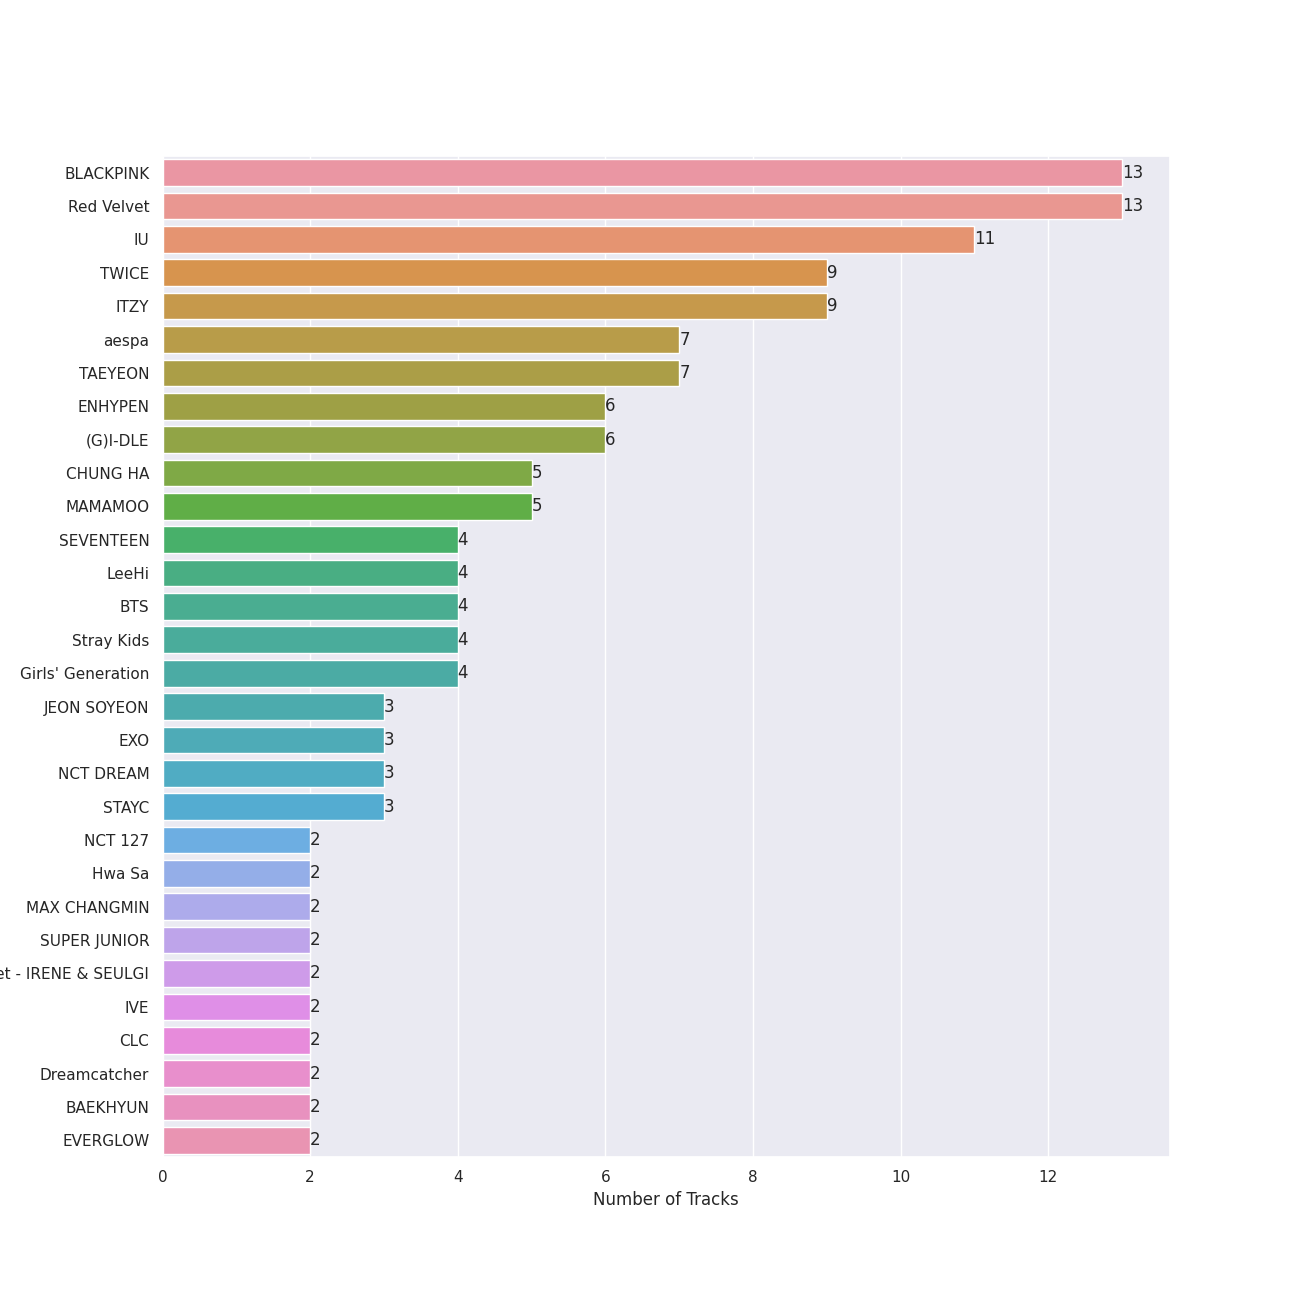 BLACKPINK 13
Red Velvet 13
IU 11
TWICE 9
ITZY 9
aespa 7
TAEYEON 7
ENHYPEN 6
(G)I-DLE 6
CHUNG HA 5
MAMAMOO 5
SEVENTEEN 4
LeeHi 4
BTS 4
Stray Kids 4
Girls' Generation 4
JEON SOYEON 3
EXO 3
NCT DREAM 3
STAYC 3
NCT 127 2
Hwa Sa 2
MAX CHANGMIN 2
SUPER JUNIOR 2
et - IRENE & SEULGI 2
IVE 2
CLC 2
Dreamcatcher 2
BAEKHYUN 2
EVERGLOW 2
0 2 4 6 8 10 12
Number of Tracks